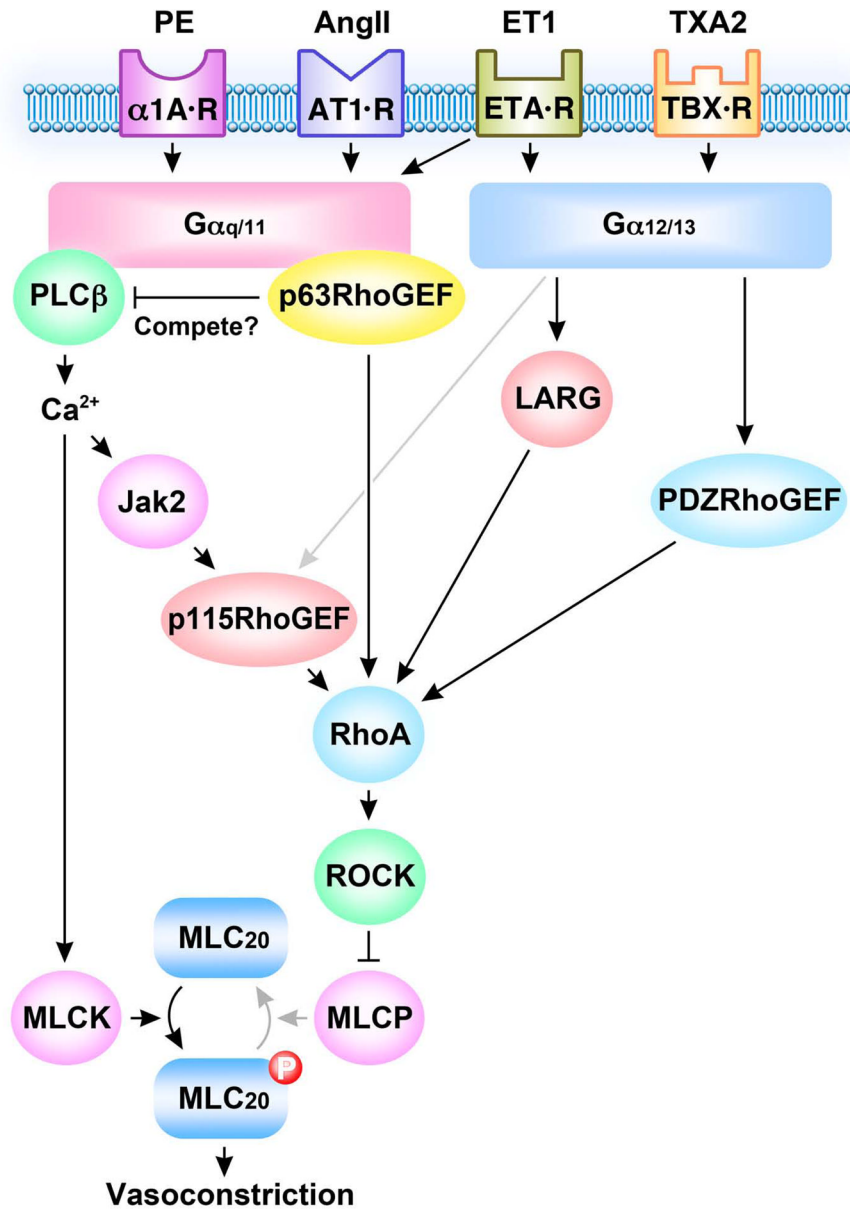 PE
AngII
ET1
TXA2
α1A·R
AT1·R
ETA·R
TBX·R
Gαq/11
Gα12/13
PLCβ
p63RhoGEF
Compete?
LARG
Ca²⁺
Jak2
PDZRhoGEF
p115RhoGEF
RhoA
ROCK
MLC20
MLCK
MLCP
P
MLC20
Vasoconstriction